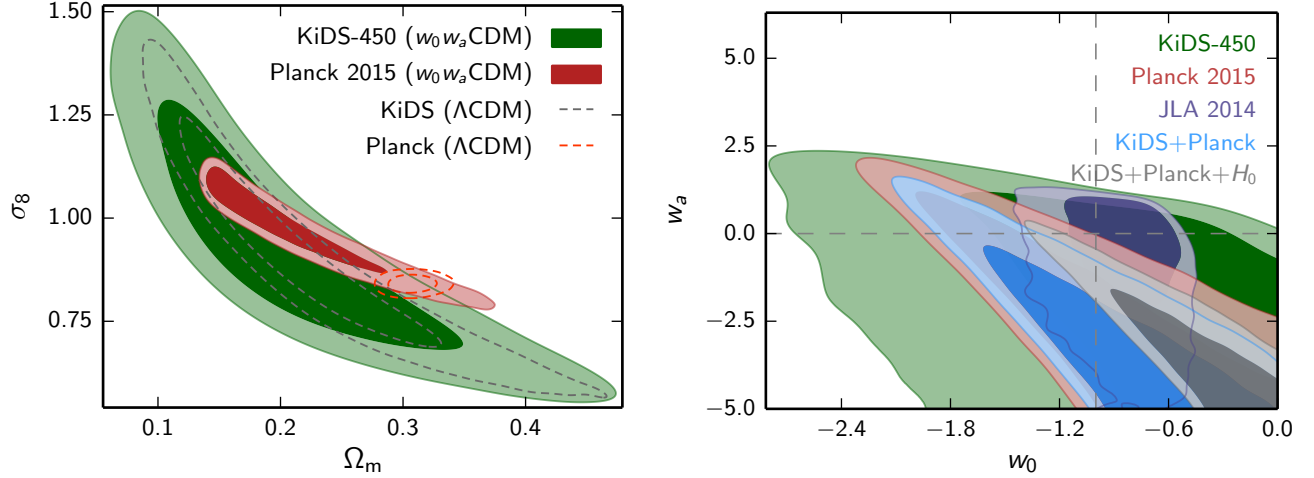 1.50
1.25
1.00
0.75
σ8
0.1
0.2
0.3
0.4
Ωm
KiDS-450 (w0waCDM)
Planck 2015 (w0waCDM)
KiDS (ΛCDM)
Planck (ΛCDM)
5.0
2.5
0.0
−2.5
−5.0
wa
−2.4
−1.8
−1.2
−0.6
0.0
w0
KiDS-450
Planck 2015
JLA 2014
KiDS+Planck
KiDS+Planck+H0